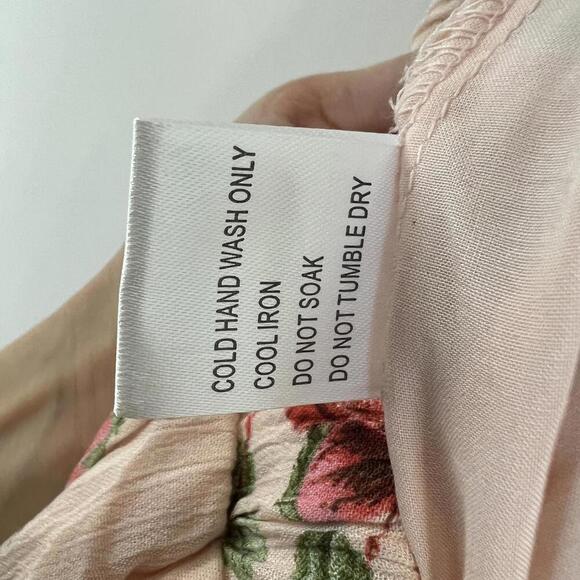 COLD HAND WASH ONLY
COOL IRON
DO NOT SOAK
DO NOT TUMBLE DRY